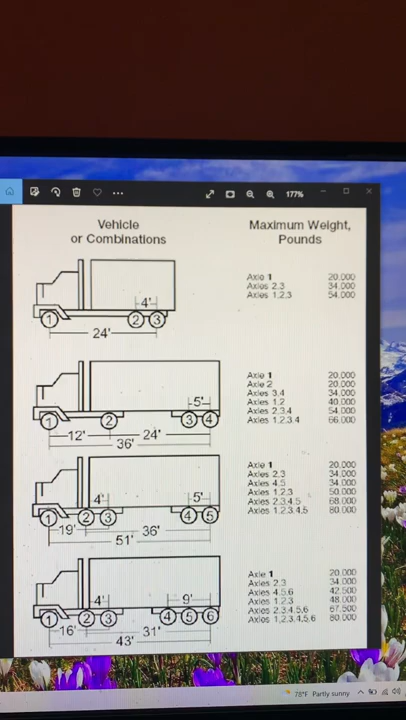 177%
Vehicle
or Combinations
Maximum Weight,
Pounds
Axle 1 20,000
Axles 2,3 34,000
Axles 1,2,3 54,000
4'
1 2 3
24'
Axle 1 20,000
Axle 2 20,000
Axles 3,4 34,000
Axles 1,2 40,000
Axles 2,3,4 54,000
Axles 1,2,3,4 66,000
5'
1 2 3 4
12' 24'
36'
Axle 1 20,000
Axles 2,3 34,000
Axles 4,5 34,000
Axles 1,2,3 50,000
Axles 2,3,4,5 68,000
Axles 1,2,3,4,5 80,000
4' 5'
1 2 3 4 5
19' 36'
51'
Axle 1 20,000
Axles 2,3 34,000
Axles 4,5,6 42,500
Axles 1,2,3 48,000
Axles 2,3,4,5,6 67,500
Axles 1,2,3,4,5,6 80,000
4' 9'
1 2 3 4 5 6
16' 31'
43'
78°F Partly sunny